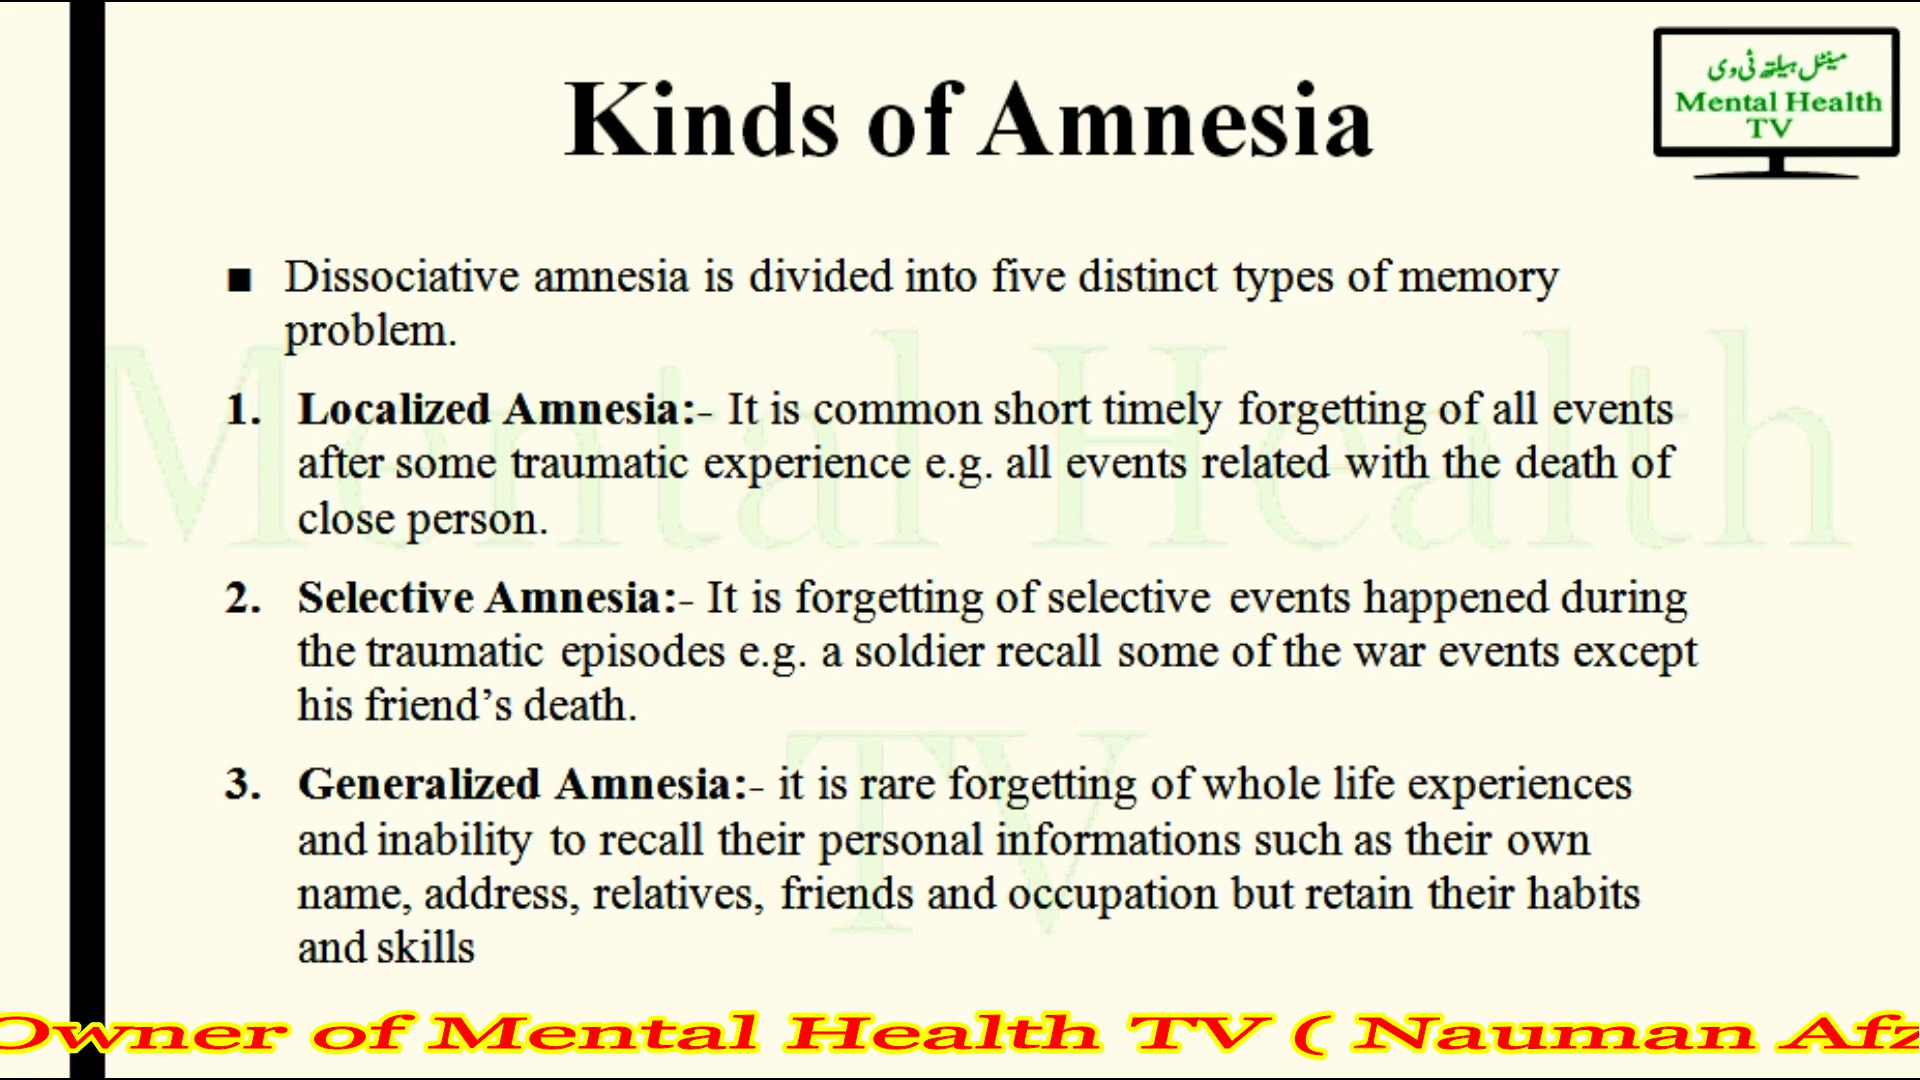 Kinds of Amnesia
مینٹل ہیلتھ ٹی وی
Mental Health
TV
■ Dissociative amnesia is divided into five distinct types of memory
problem.
1. Localized Amnesia:- It is common short timely forgetting of all events
after some traumatic experience e.g. all events related with the death of
close person.
2. Selective Amnesia:- It is forgetting of selective events happened during
the traumatic episodes e.g. a soldier recall some of the war events except
his friend’s death.
3. Generalized Amnesia:- it is rare forgetting of whole life experiences
and inability to recall their personal informations such as their own
name, address, relatives, friends and occupation but retain their habits
and skills
Mental Health
TV
Owner of Mental Health TV ( Nauman Afz